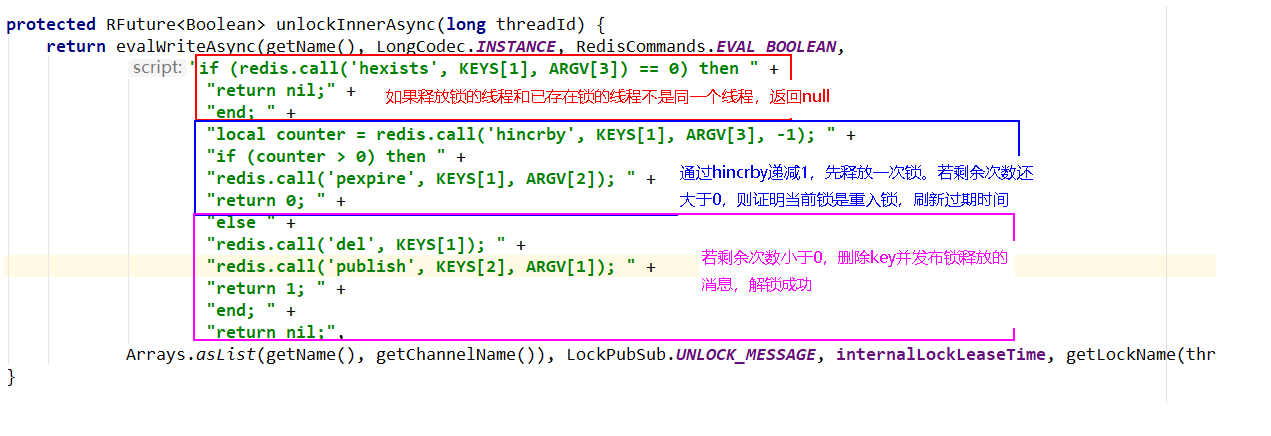 protected RFuture<Boolean> unlockInnerAsync(long threadId) {
return evalWriteAsync(getName(), LongCodec.INSTANCE, RedisCommands.EVAL_BOOLEAN,
script: "if (redis.call('hexists', KEYS[1], ARGV[3]) == 0) then " +
"return nil;" + 如果释放锁的线程和已存在锁的线程不是同一个线程，返回null
"end; " +
"local counter = redis.call('hincrby', KEYS[1], ARGV[3], -1); " +
"if (counter > 0) then " +
通过hincrby递减1，先释放一次锁。若剩余次数还
"redis.call('pexpire', KEYS[1], ARGV[2]); " +
"return 0; " + 大于0，则证明当前锁是重入锁，刷新过期时间
"else " +
"redis.call('del', KEYS[1]); " +
若剩余次数小于0，删除key并发布锁释放的
"redis.call('publish', KEYS[2], ARGV[1]); " +
"return 1; " + 消息，解锁成功
"end; " +
"return nil;",
Arrays.asList(getName(), getChannelName()), LockPubSub.UNLOCK_MESSAGE, internalLockLeaseTime, getLockName(thr
}